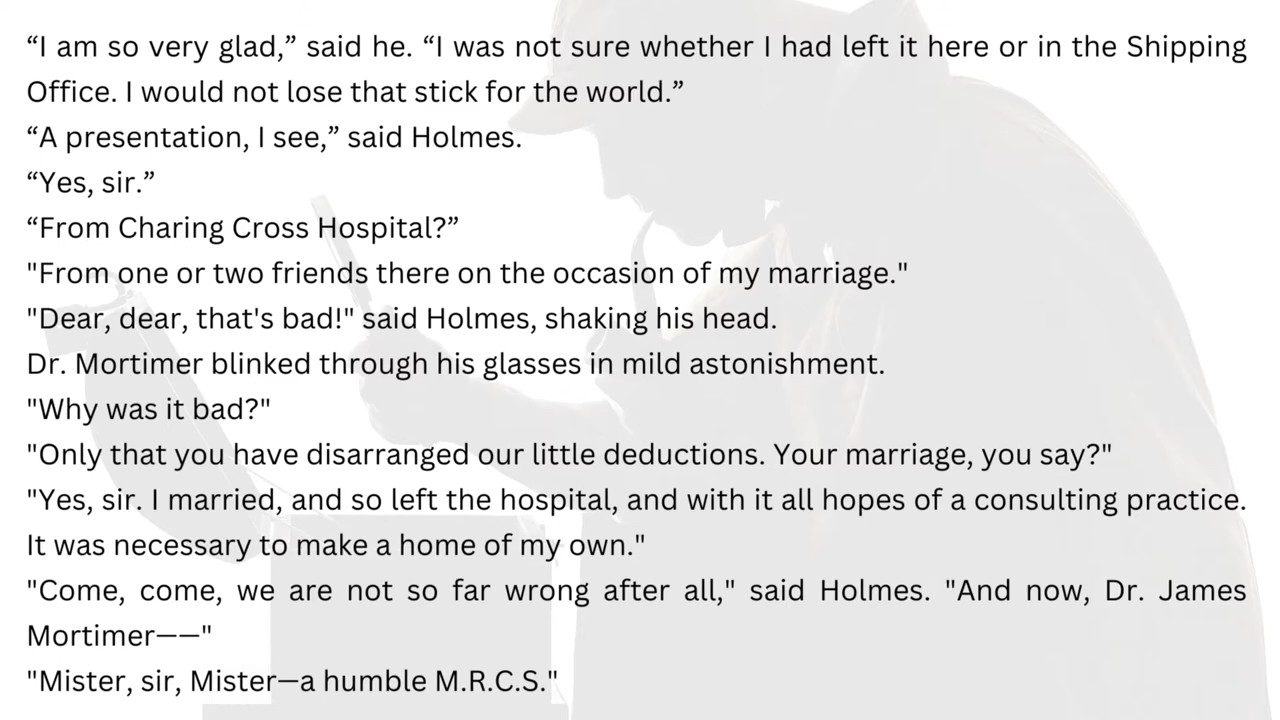 “I am so very glad,” said he. “I was not sure whether I had left it here or in the Shipping
Office. I would not lose that stick for the world.”
“A presentation, I see,” said Holmes.
“Yes, sir.”
“From Charing Cross Hospital?”
"From one or two friends there on the occasion of my marriage."
"Dear, dear, that's bad!" said Holmes, shaking his head.
Dr. Mortimer blinked through his glasses in mild astonishment.
"Why was it bad?"
"Only that you have disarranged our little deductions. Your marriage, you say?"
"Yes, sir. I married, and so left the hospital, and with it all hopes of a consulting practice.
It was necessary to make a home of my own."
"Come, come, we are not so far wrong after all," said Holmes. "And now, Dr. James
Mortimer——"
"Mister, sir, Mister—a humble M.R.C.S."